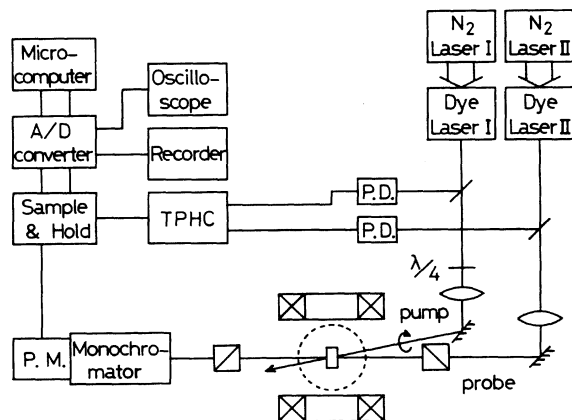 Micro-
computer
Oscillo-
scope
A/D
converter
Recorder
Sample
& Hold
TPHC
P.D.
P.D.
N2
Laser I
N2
Laser II
Dye
Laser I
Dye
Laser II
λ/4
pump
probe
P. M.
Monochro-
mator